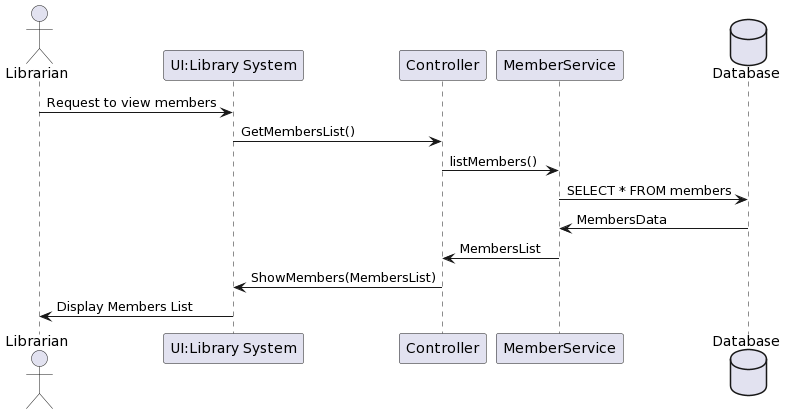 Librarian
UI:Library System
Controller
MemberService
Database
Request to view members
GetMembersList()
listMembers()
SELECT * FROM members
MembersData
MembersList
ShowMembers(MembersList)
Display Members List
Librarian
UI:Library System
Controller
MemberService
Database